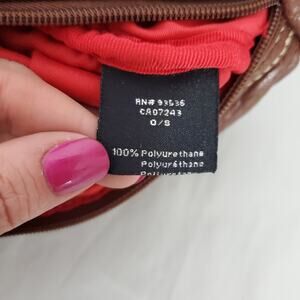 RN# 93536
CA07243
O/S
100% Polyurethane
Polyuréthane